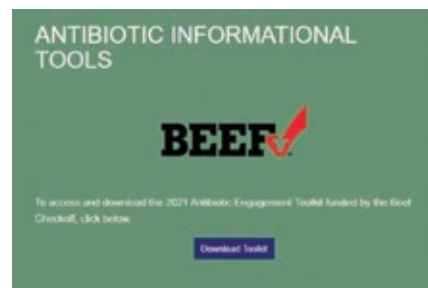 ANTIBIOTIC INFORMATIONAL
TOOLS
BEEF
To access and download the 2021 Antibiotic Engagement Toolkit funded by the Beef
Checkoff, click below.
Download Toolkit